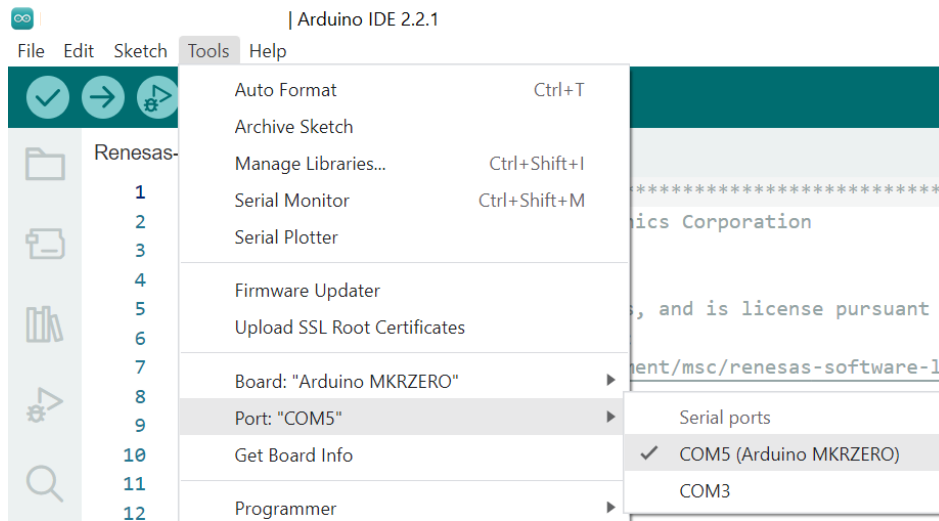 | Arduino IDE 2.2.1
File Edit Sketch Tools Help
Auto Format Ctrl+T
Archive Sketch
Renesas-
Manage Libraries... Ctrl+Shift+I
1 ****************************
Serial Monitor Ctrl+Shift+M
2 ics Corporation
Serial Plotter
3
4
Firmware Updater
5 , and is license pursuant
Upload SSL Root Certificates
6
7 ent/msc/renesas-software-l
Board: "Arduino MKRZERO"
8
Port: "COM5"
Serial ports
9
Get Board Info
COM5 (Arduino MKRZERO)
10
11
COM3
Programmer
12